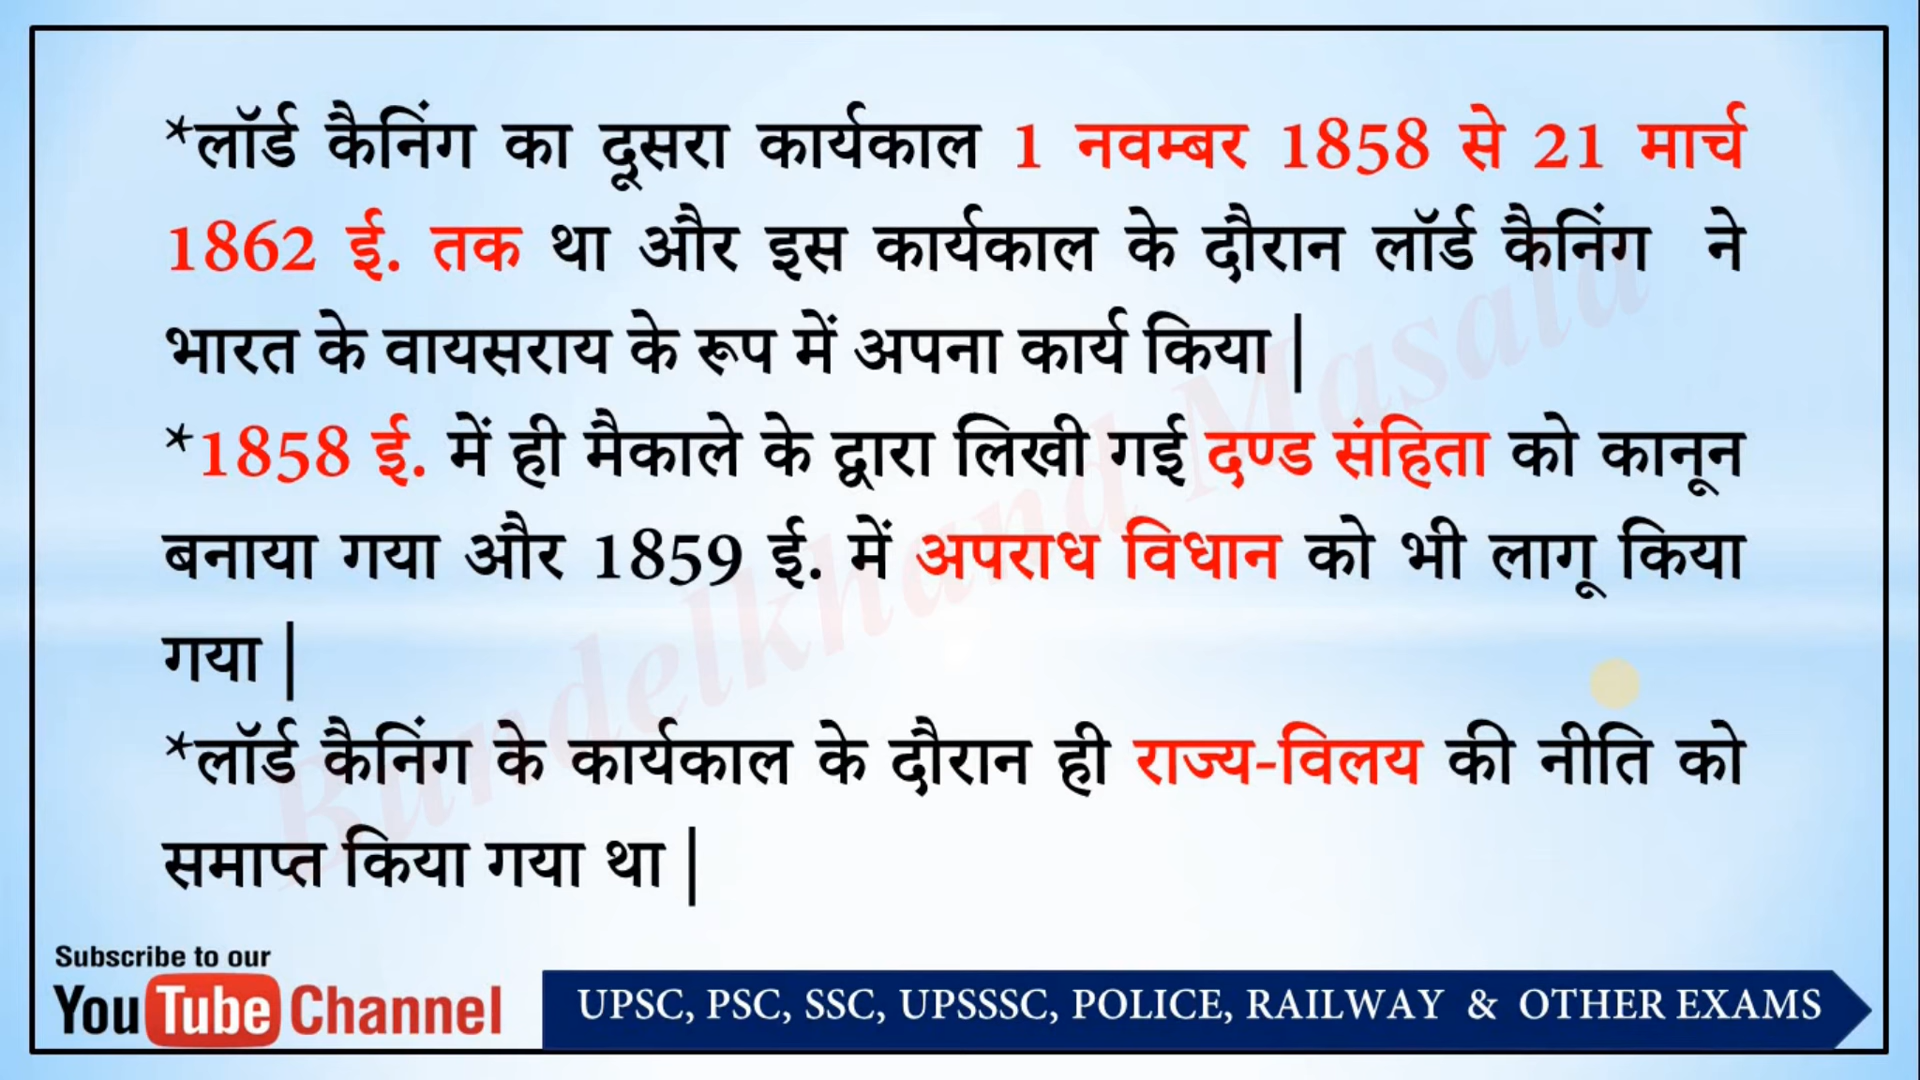 *लॉर्ड कैनिंग का दूसरा कार्यकाल 1 नवम्बर 1858 से 21 मार्च
1862 ई. तक था और इस कार्यकाल के दौरान लॉर्ड कैनिंग ने
भारत के वायसराय के रूप में अपना कार्य किया |
*1858 ई. में ही मैकाले के द्वारा लिखी गई दण्ड संहिता को कानून
बनाया गया और 1859 ई. में अपराध विधान को भी लागू किया
गया |
*लॉर्ड कैनिंग के कार्यकाल के दौरान ही राज्य-विलय की नीति को
समाप्त किया गया था |
Bundelkhand Masala
Subscribe to our
YouTube Channel
UPSC, PSC, SSC, UPSSSC, POLICE, RAILWAY & OTHER EXAMS